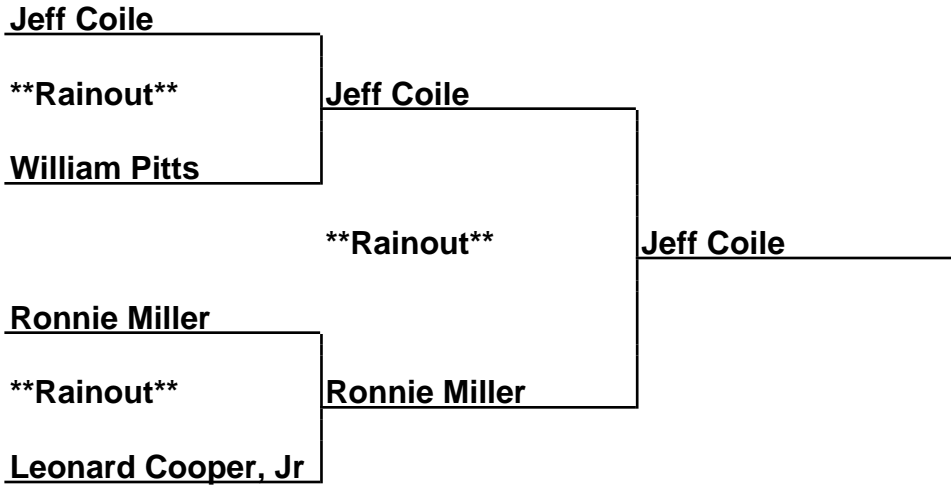 Jeff Coile
**Rainout**
Jeff Coile
William Pitts
**Rainout**
Jeff Coile
Ronnie Miller
**Rainout**
Ronnie Miller
Leonard Cooper, Jr